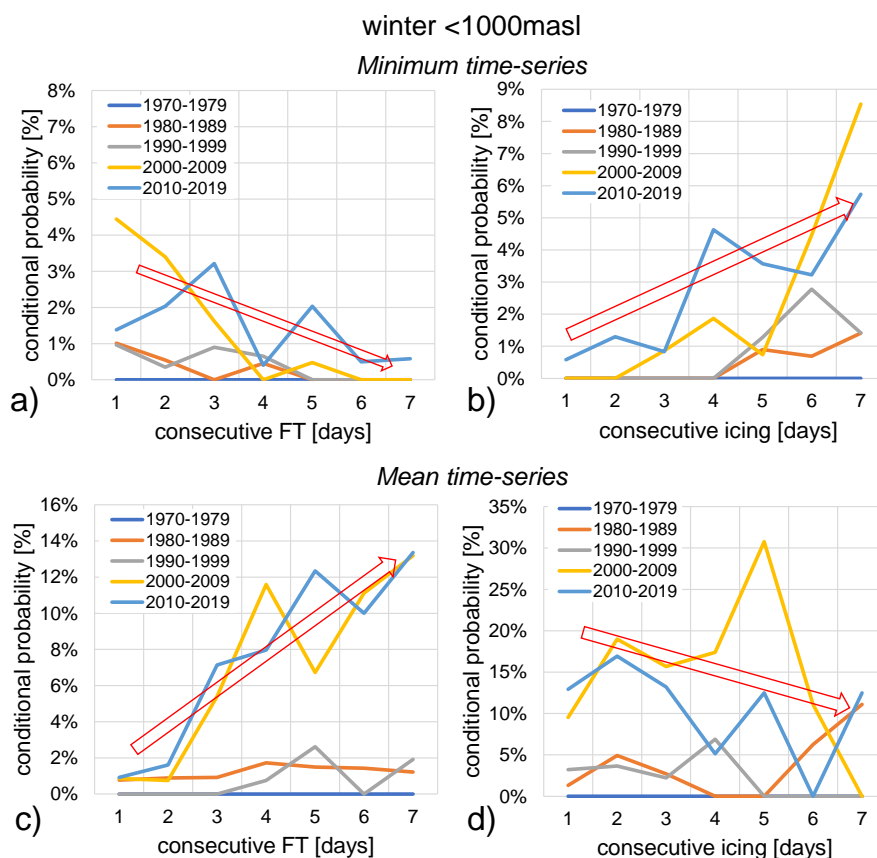 winter <1000masl
Minimum time-series
8%
7%
6%
5%
4%
3%
2%
1%
0%
conditional probability [%]
1970-1979
1980-1989
1990-1999
2000-2009
2010-2019
1 2 3 4 5 6 7
consecutive FT [days]
a)
9%
8%
7%
6%
5%
4%
3%
2%
1%
0%
conditional probability [%]
1970-1979
1980-1989
1990-1999
2000-2009
2010-2019
1 2 3 4 5 6 7
consecutive icing [days]
b)
Mean time-series
16%
14%
12%
10%
8%
6%
4%
2%
0%
conditional probability [%]
1970-1979
1980-1989
1990-1999
2000-2009
2010-2019
1 2 3 4 5 6 7
consecutive FT [days]
c)
35%
30%
25%
20%
15%
10%
5%
0%
conditional probability [%]
1970-1979
1980-1989
1990-1999
2000-2009
2010-2019
1 2 3 4 5 6 7
consecutive icing [days]
d)